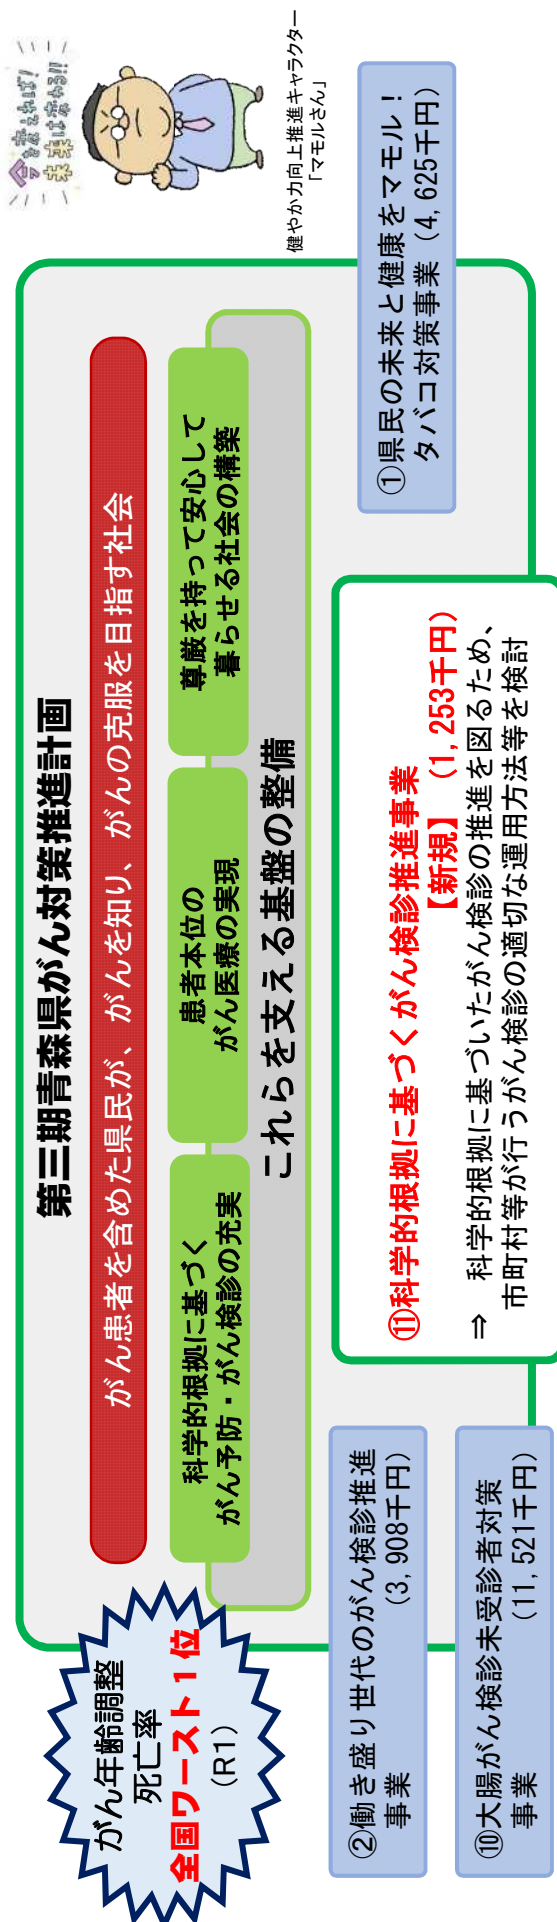 がん年齢調整
死亡率
全国ワースト１位
(R1)
第三期青森県がん対策推進計画
がん患者を含めた県民が、がんを知り、がんの克服を目指す社会
科学的根拠に基づく
がん予防・がん検診の充実
患者本位の
がん医療の実現
尊厳を持って安心して
暮らせる社会の構築
これらを支える基盤の整備
今を変えれば！
未来は変わる!!
健やか力向上推進キャラクター
「マモルさん」
②働き盛り世代のがん検診推進
事業　（3,908千円）
⑩大腸がん検診未受診者対策
事業　（11,521千円）
⑪科学的根拠に基づくがん検診推進事業
【新規】（1,253千円）
⇒ 科学的根拠に基づいたがん検診の推進を図るため、
市町村等が行うがん検診の適切な運用方法等を検討
①県民の未来と健康をマモル！
タバコ対策事業（4,625千円）